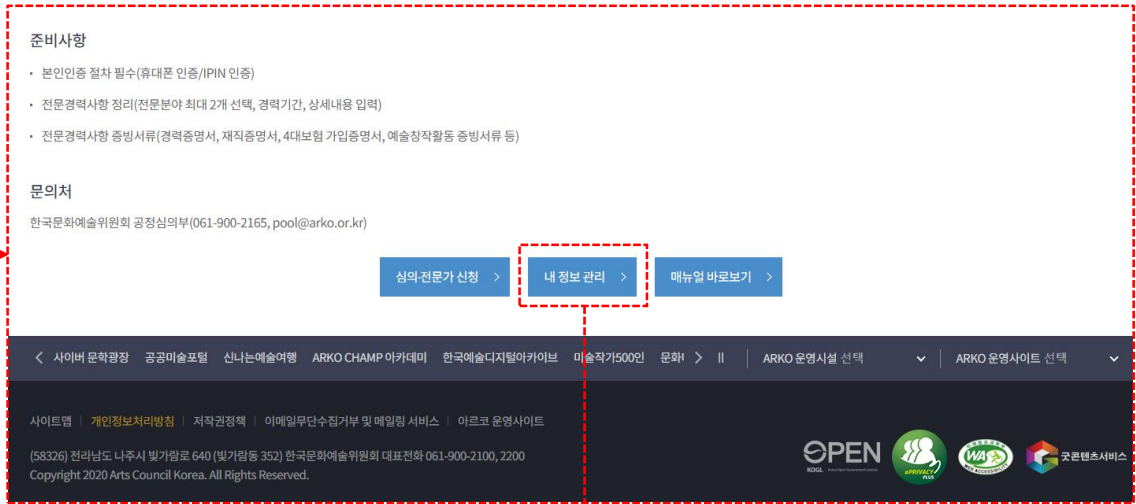 준비사항
• 본인인증 절차 필수(휴대폰 인증/IPIN 인증)
• 전문경력사항 정리(전문분야 최대 2개 선택, 경력기간, 상세내용 입력)
• 전문경력사항 증빙서류(경력증명서, 재직증명서, 4대보험 가입증명서, 예술창작활동 증빙서류 등)
문의처
한국문화예술위원회 공정심의부(061-900-2165, pool@arko.or.kr)
심의·전문가 신청 >
내 정보 관리 >
매뉴얼 바로보기 >
사이버 문학광장 공공미술포털 신나는예술여행 ARKO CHAMP 아카데미 한국예술디지털아카이브 미술작가500인 ARKO 운영시설 선택 ARKO 운영사이트 선택
사이트맵 | 개인정보처리방침 | 저작권정책 | 이메일무단수집거부 및 메일링 서비스 | 아르코 운영사이트
(58326) 전라남도 나주시 빛가람로 640 (빛가람동 352) 한국문화예술위원회 대표전화 061-900-2100, 2200
Copyright 2020 Arts Council Korea. All Rights Reserved.
OPEN
KOGL
ePRIVACY PLUS
WA
WEB ACCESSIBILITY
굿콘텐츠서비스